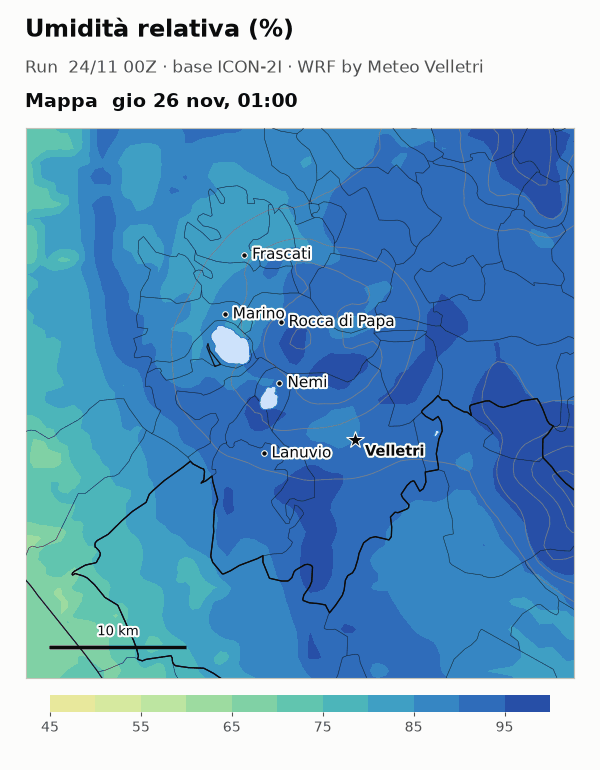 Umidità relativa (%)
Run  24/11 00Z · base ICON-2I · WRF by Meteo Velletri
Mappa  gio 26 nov, 01:00
Frascati
Marino
Rocca di Papa
Nemi
Velletri
Lanuvio
10 km
45 55 65 75 85 95